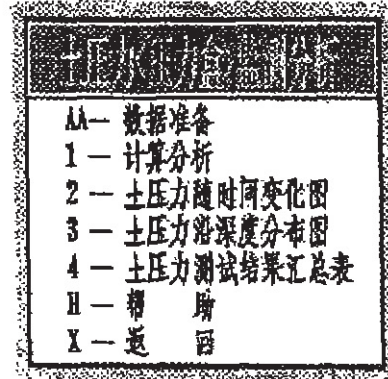 AA— 数据准备
1 — 计算分析
2 — 土压力随时间变化图
3 — 土压力沿深度分布图
4 — 土压力测试结果汇总表
H — 帮 助
X — 返 回